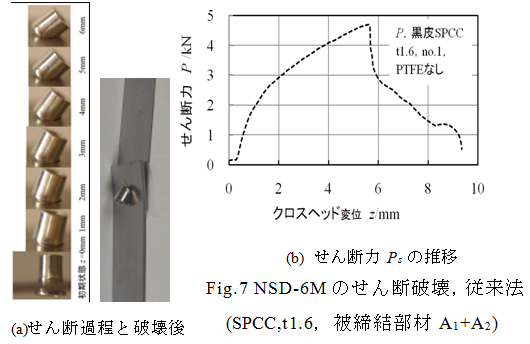 6mm
5mm
4mm
3mm
2mm
1mm
初期状態 z=0mm
(a)せん断過程と破壊後
せん断力 P /kN
5
4
3
2
1
0
P, 黒皮SPCC
t1.6, no.1,
PTFEなし
0 2 4 6 8 10
クロスヘッド変位 z/mm
(b) せん断力 Psの推移
Fig.7 NSD-6Mのせん断破壊, 従来法
(SPCC,t1.6, 被締結部材 A1+A2)